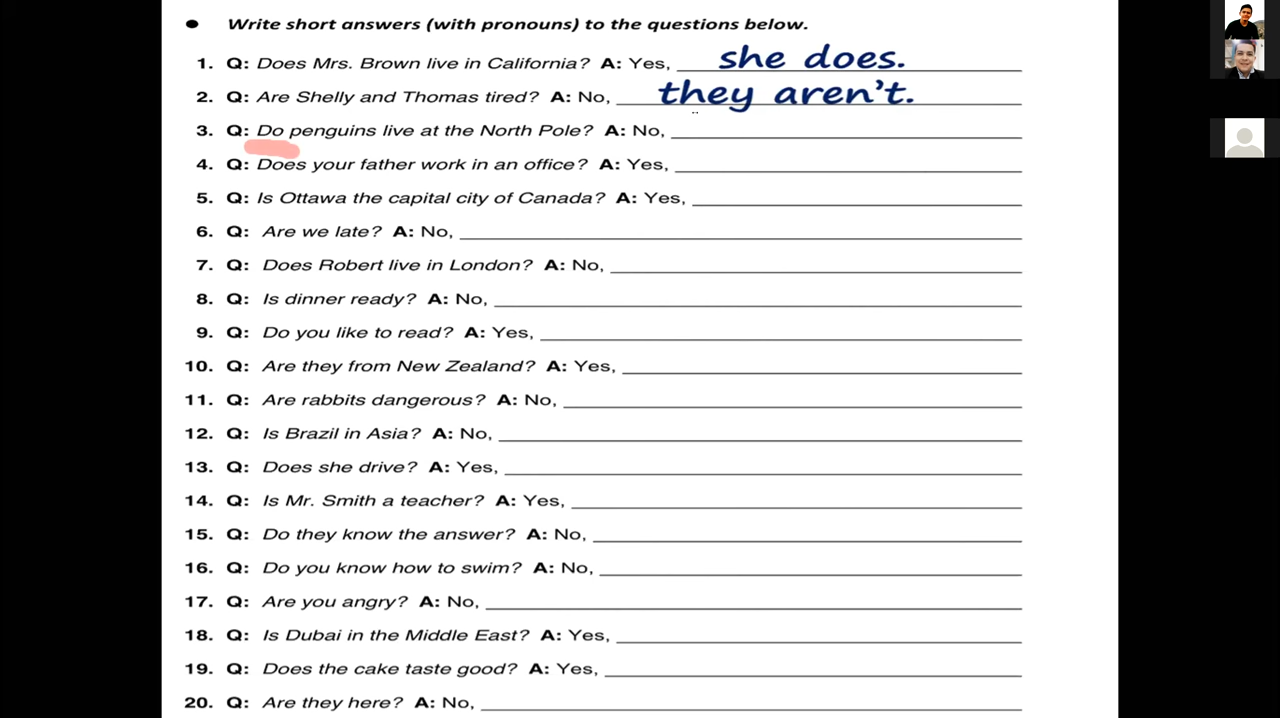 ● Write short answers (with pronouns) to the questions below.
1. Q: Does Mrs. Brown live in California? A: Yes, she does.
2. Q: Are Shelly and Thomas tired? A: No, they aren't.
3. Q: Do penguins live at the North Pole? A: No,
4. Q: Does your father work in an office? A: Yes,
5. Q: Is Ottawa the capital city of Canada? A: Yes,
6. Q: Are we late? A: No,
7. Q: Does Robert live in London? A: No,
8. Q: Is dinner ready? A: No,
9. Q: Do you like to read? A: Yes,
10. Q: Are they from New Zealand? A: Yes,
11. Q: Are rabbits dangerous? A: No,
12. Q: Is Brazil in Asia? A: No,
13. Q: Does she drive? A: Yes,
14. Q: Is Mr. Smith a teacher? A: Yes,
15. Q: Do they know the answer? A: No,
16. Q: Do you know how to swim? A: No,
17. Q: Are you angry? A: No,
18. Q: Is Dubai in the Middle East? A: Yes,
19. Q: Does the cake taste good? A: Yes,
20. Q: Are they here? A: No,